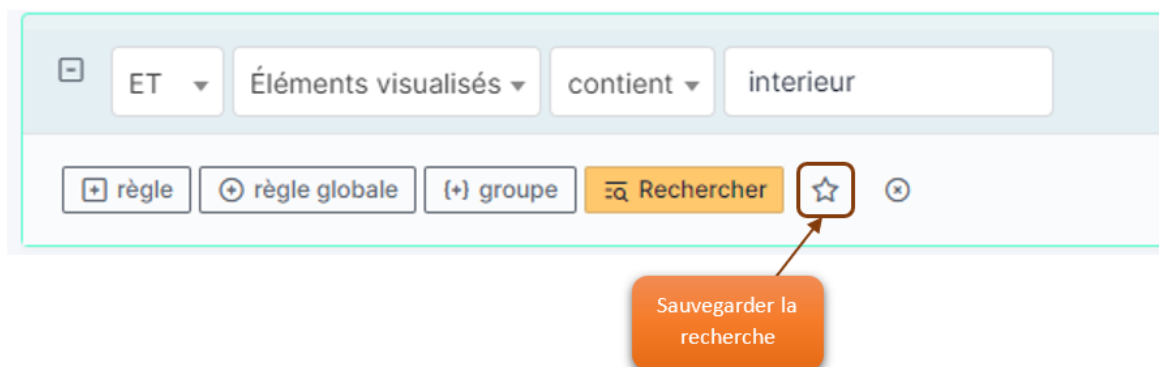 ET Éléments visualisés contient interieur
règle règle globale {+} groupe Rechercher
Sauvegarder la
recherche